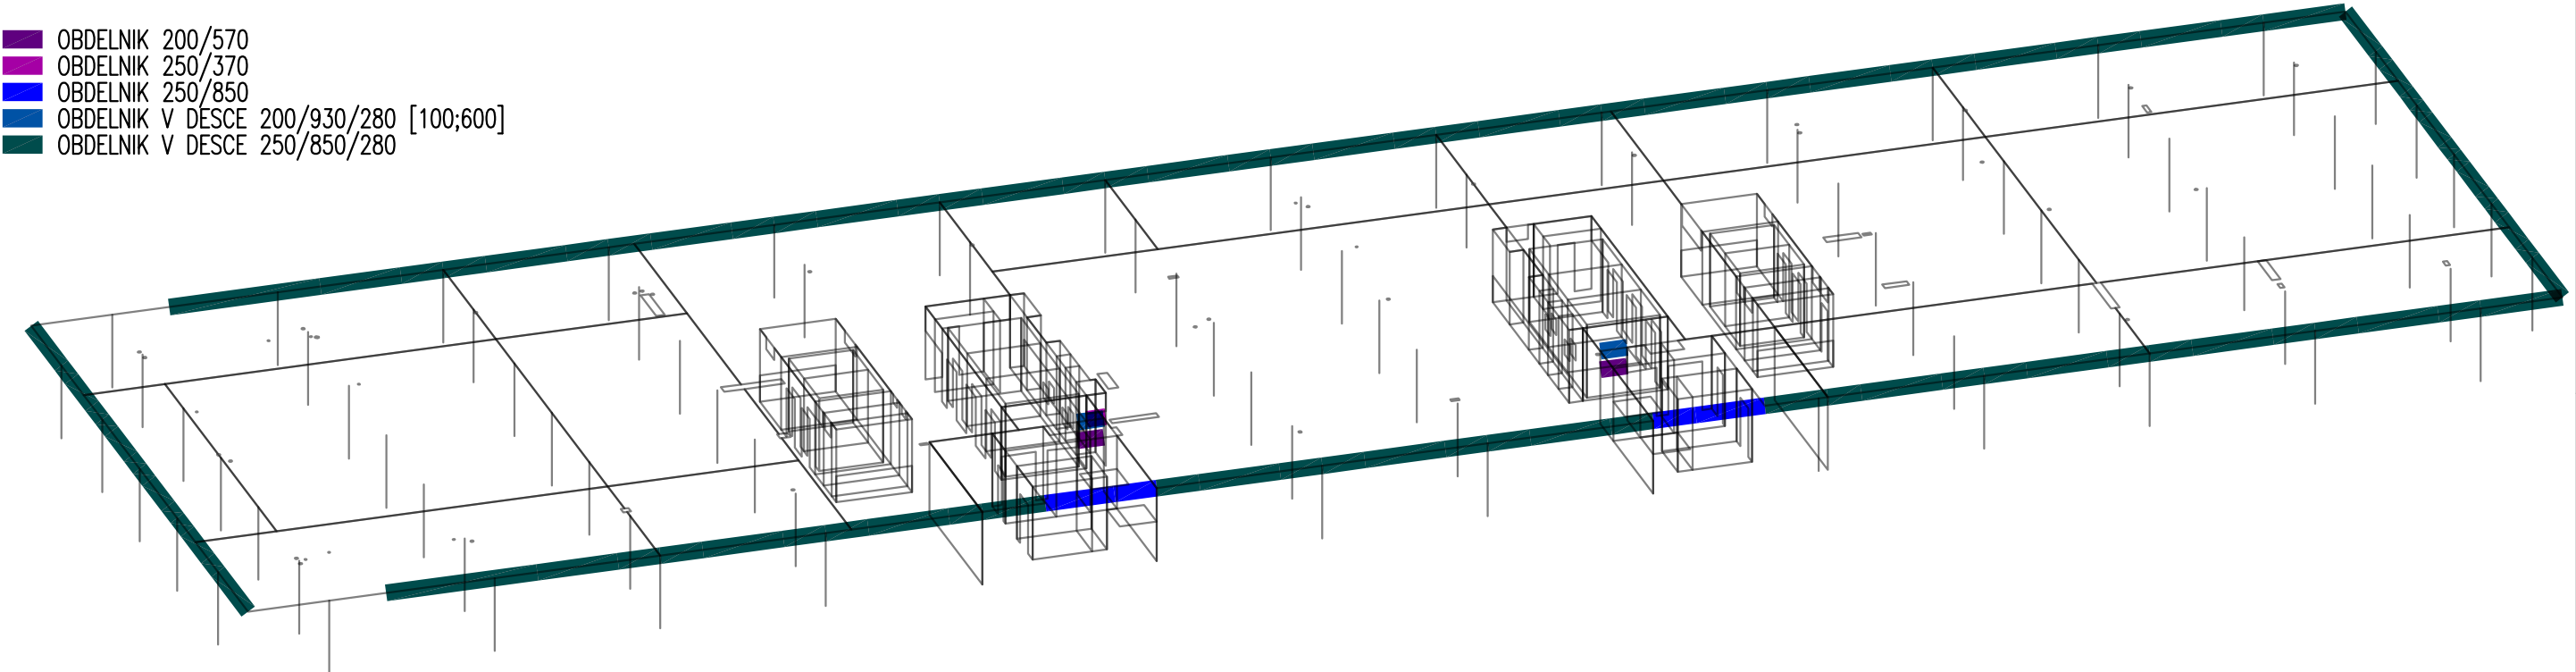 OBDELNIK 200/570
OBDELNIK 250/370
OBDELNIK 250/850
OBDELNIK V DESCE 200/930/280 [100;600]
OBDELNIK V DESCE 250/850/280